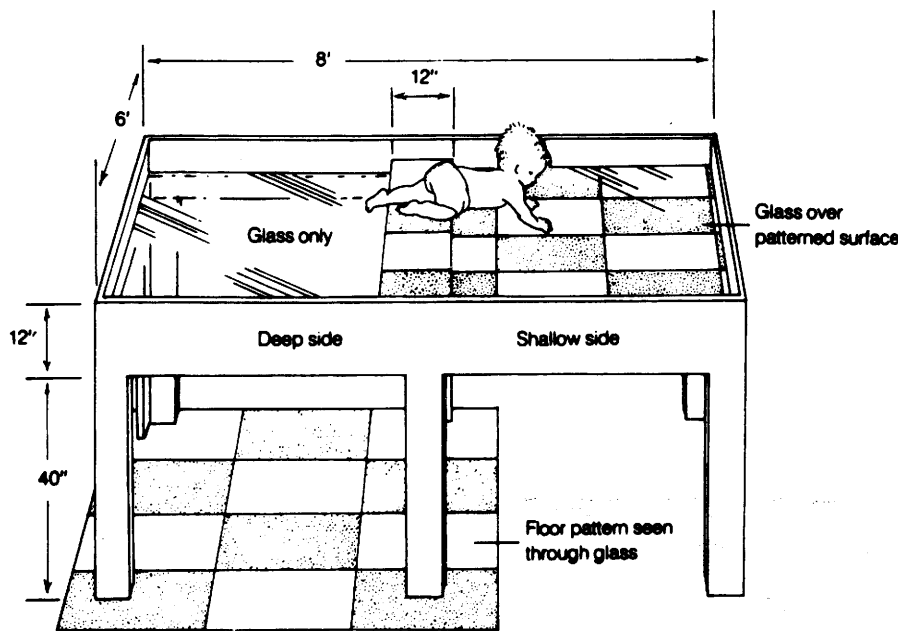 8'
12"
6'
Glass only
Glass over
patterned surface
12"
Deep side
Shallow side
40"
Floor pattern seen
through glass